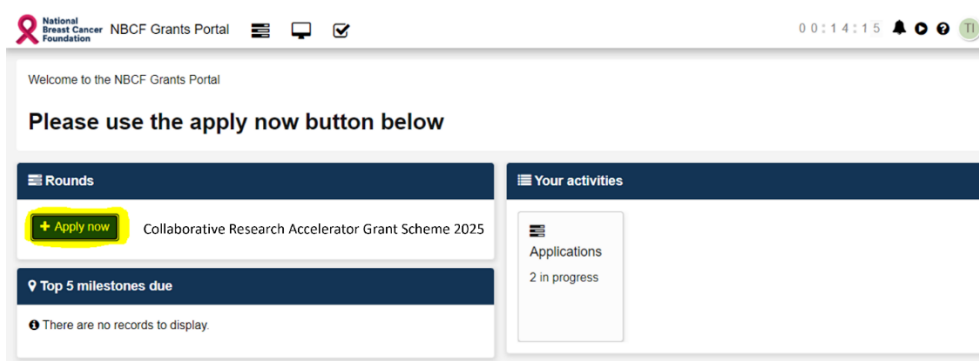 National
Breast Cancer
Foundation
NBCF Grants Portal
00:14:15
TI
Welcome to the NBCF Grants Portal
Please use the apply now button below
Rounds
+ Apply now
Collaborative Research Accelerator Grant Scheme 2025
Top 5 milestones due
There are no records to display.
Your activities
Applications
2 in progress